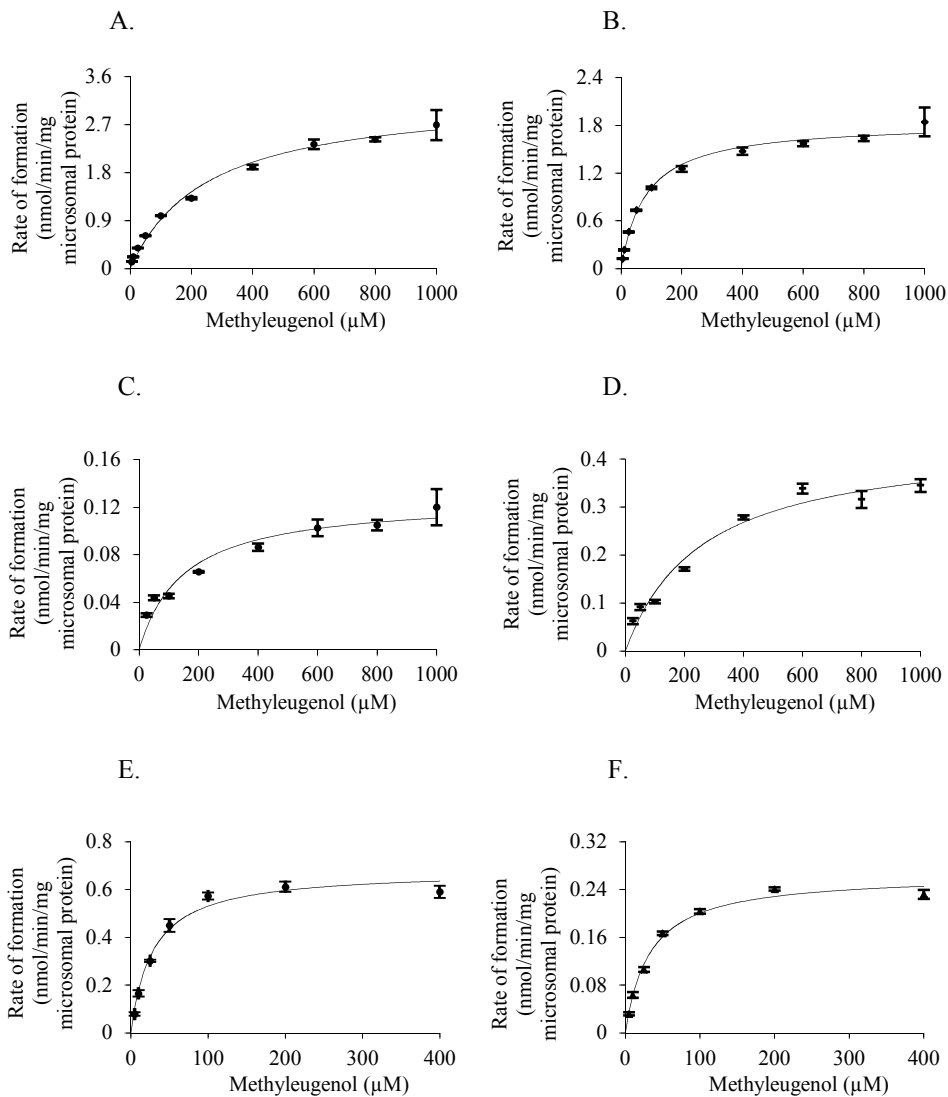 A.
Rate of formation
(nmol/min/mg
microsomal protein)
3.6
2.7
1.8
0.9
0
0 200 400 600 800 1000
Methyleugenol (µM)
B.
Rate of formation
(nmol/min/mg
microsomal protein)
2.4
1.8
1.2
0.6
0
0 200 400 600 800 1000
Methyleugenol (µM)
C.
Rate of formation
(nmol/min/mg
microsomal protein)
0.16
0.12
0.08
0.04
0
0 200 400 600 800 1000
Methyleugenol (µM)
D.
Rate of formation
(nmol/min/mg
microsomal protein)
0.4
0.3
0.2
0.1
0
0 200 400 600 800 1000
Methyleugenol (µM)
E.
Rate of formation
(nmol/min/mg
microsomal protein)
0.8
0.6
0.4
0.2
0
0 100 200 300 400
Methyleugenol (µM)
F.
Rate of formation
(nmol/min/mg
microsomal protein)
0.32
0.24
0.16
0.08
0
0 100 200 300 400
Methyleugenol (µM)